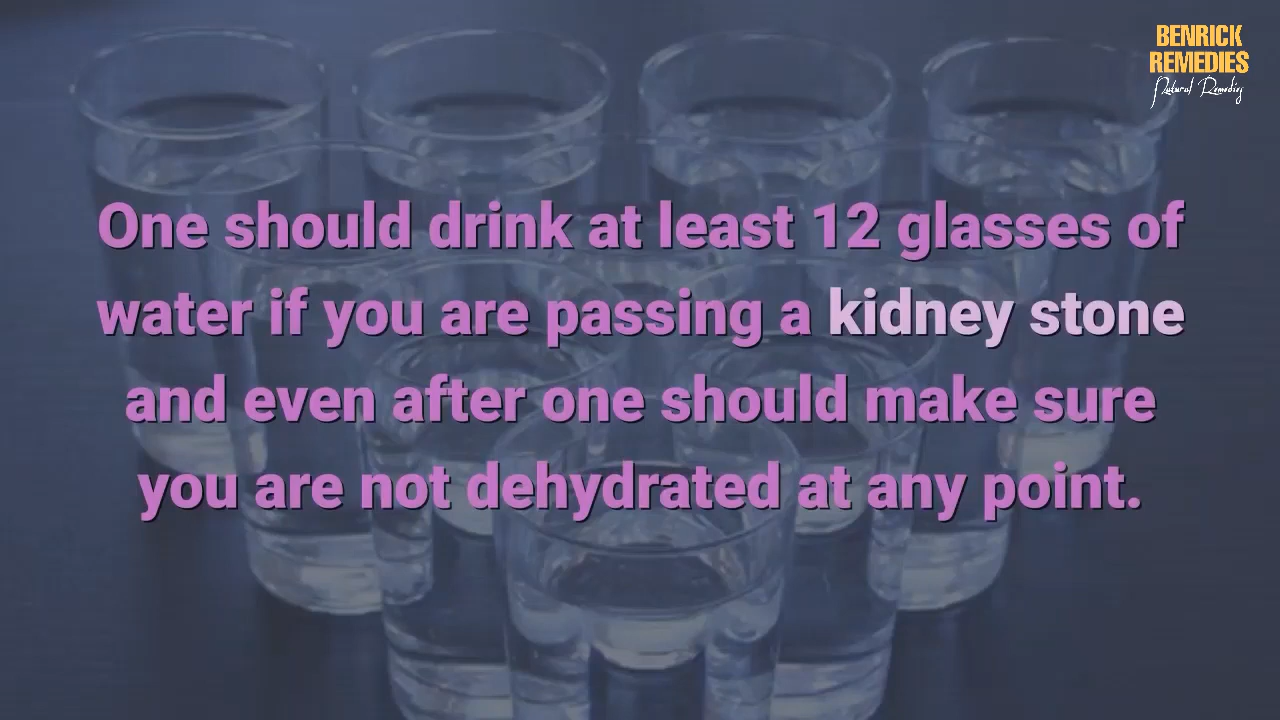 BENRICK
REMEDIES
Natural Remedies
One should drink at least 12 glasses of
water if you are passing a kidney stone
and even after one should make sure
you are not dehydrated at any point.